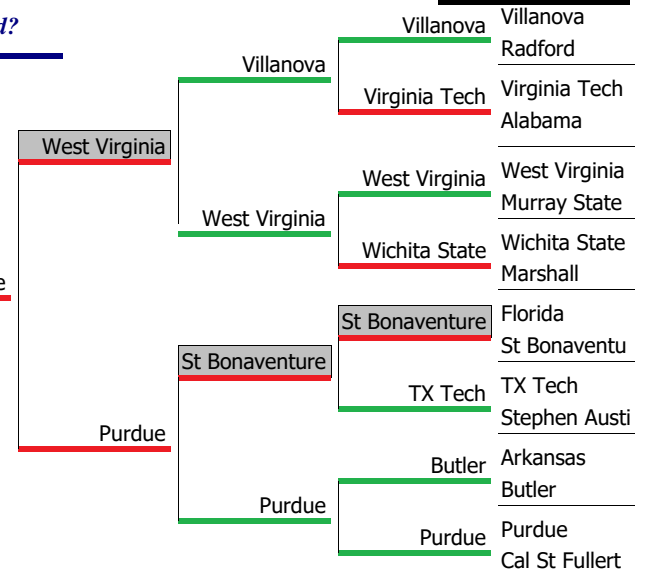 d?
Villanova
Villanova
Radford
Villanova
Virginia Tech
Virginia Tech
Alabama
West Virginia
West Virginia
West Virginia
Murray State
West Virginia
Wichita State
Wichita State
Marshall
e
St Bonaventure
Florida
St Bonaventu
St Bonaventure
TX Tech
TX Tech
Stephen Austi
Purdue
Butler
Arkansas
Butler
Purdue
Purdue
Purdue
Cal St Fullert